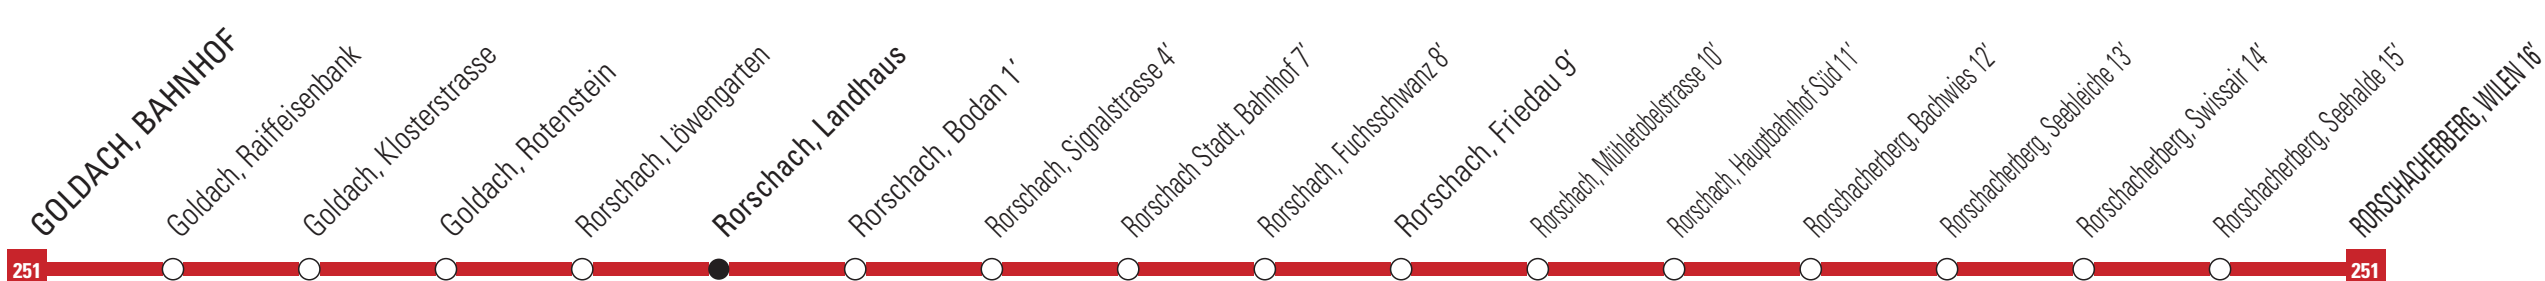 GOLDACH, BAHNHOF
Goldach, Raiffeisenbank
Goldach, Klosterstrasse
Goldach, Rotenstein
Rorschach, Löwengarten
Rorschach, Landhaus
Rorschach, Bodan 1'
Rorschach, Signalstrasse 4'
Rorschach Stadt, Bahnhof 7'
Rorschach, Fuchsschwanz 8'
Rorschach, Friedau 9'
Rorschach, Mühletobelstrasse 10'
Rorschach, Hauptbahnhof Süd 11'
Rorschacherberg, Bachwies 12'
Rorschacherberg, Seebleiche 13'
Rorschacherberg, Swissair 14'
Rorschacherberg, Seehalde 15'
RORSCHACHERBERG, WILEN 16'
251
251